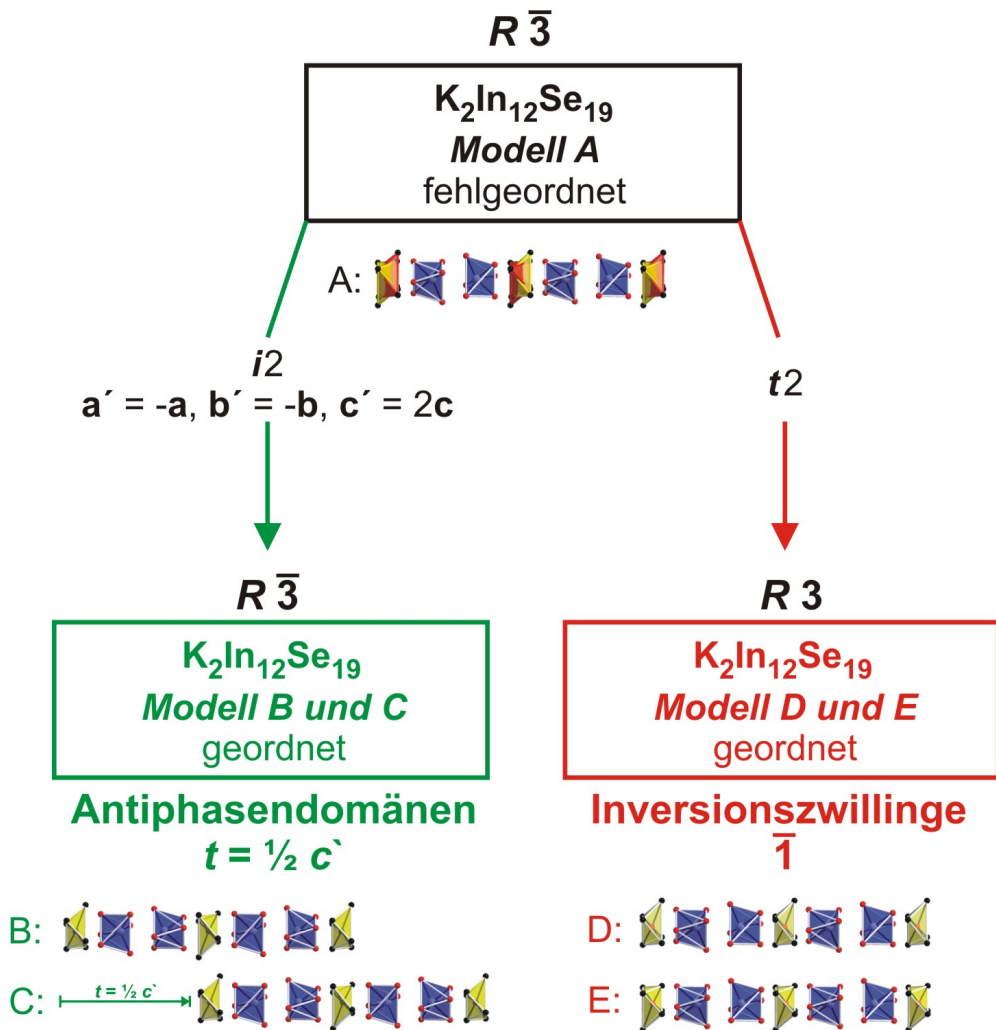 R 3̅
K₂In₁₂Se₁₉
Modell A
fehlgeordnet
A:
i2
a´ = -a, b´ = -b, c´ = 2c
t2
R 3̅
K₂In₁₂Se₁₉
Modell B und C
geordnet
Antiphasendomänen
t = ½ c`
B:
C: t = ½ c`
R 3
K₂In₁₂Se₁₉
Modell D und E
geordnet
Inversionszwillinge
1̅
D:
E: